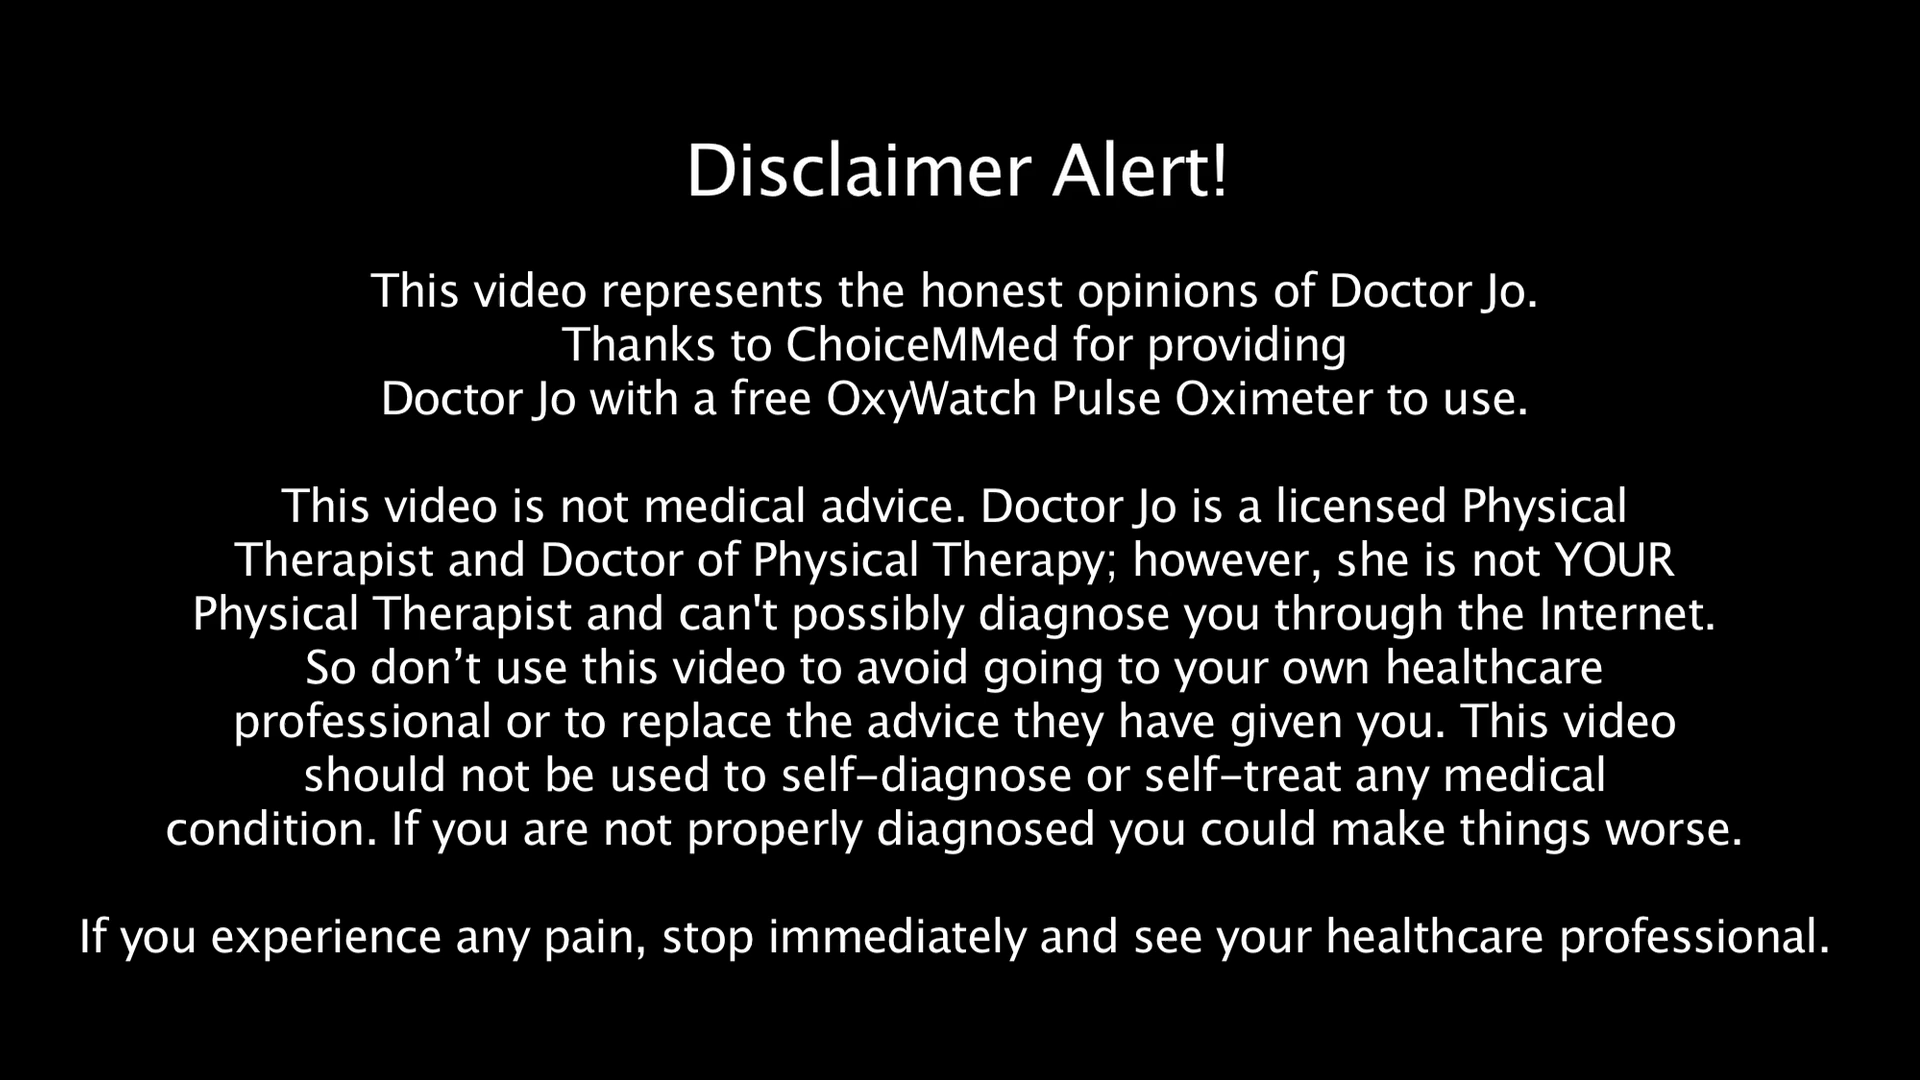 Disclaimer Alert!
This video represents the honest opinions of Doctor Jo.
Thanks to ChoiceMMed for providing
Doctor Jo with a free OxyWatch Pulse Oximeter to use.
This video is not medical advice. Doctor Jo is a licensed Physical
Therapist and Doctor of Physical Therapy; however, she is not YOUR
Physical Therapist and can't possibly diagnose you through the Internet.
So don’t use this video to avoid going to your own healthcare
professional or to replace the advice they have given you. This video
should not be used to self-diagnose or self-treat any medical
condition. If you are not properly diagnosed you could make things worse.
If you experience any pain, stop immediately and see your healthcare professional.